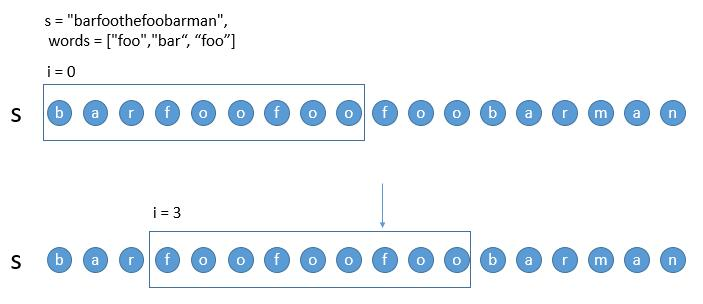 s = "barfoothefoobarman",
words = ["foo","bar“, “foo”]
i = 0
s b a r f o o f o o f o o b a r m a n
i = 3
s b a r f o o f o o f o o b a r m a n